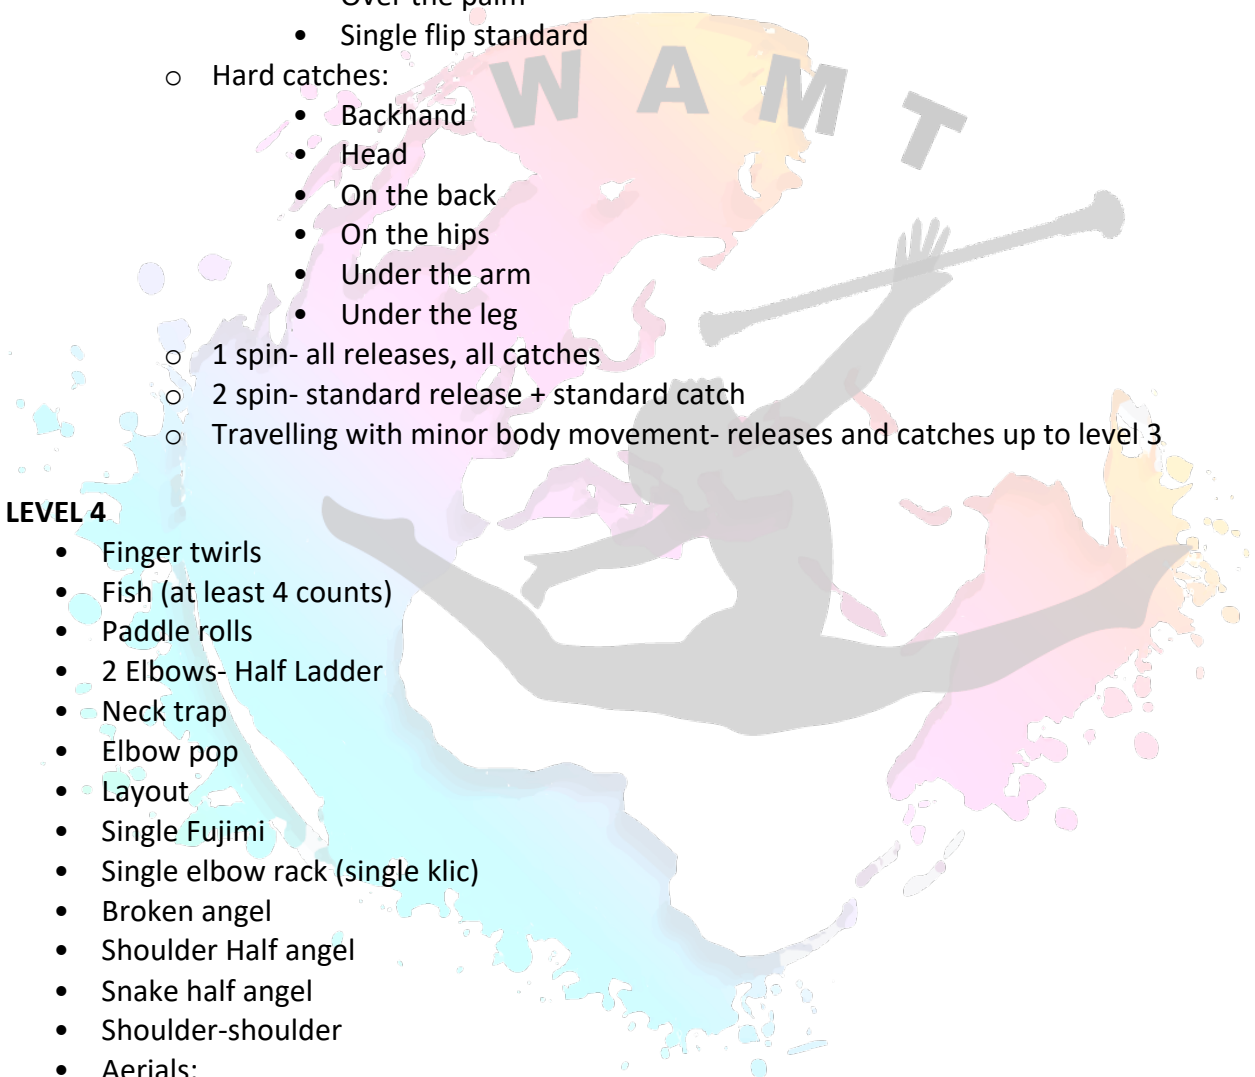 Over the palm
• Single flip standard
W A M T
o Hard catches:
• Backhand
• Head
• On the back
• On the hips
• Under the arm
• Under the leg
o 1 spin- all releases, all catches
o 2 spin- standard release + standard catch
o Travelling with minor body movement- releases and catches up to level 3
LEVEL 4
• Finger twirls
• Fish (at least 4 counts)
• Paddle rolls
• 2 Elbows- Half Ladder
• Neck trap
• Elbow pop
• Layout
• Single Fujimi
• Single elbow rack (single klic)
• Broken angel
• Shoulder Half angel
• Snake half angel
• Shoulder-shoulder
• Aerials: